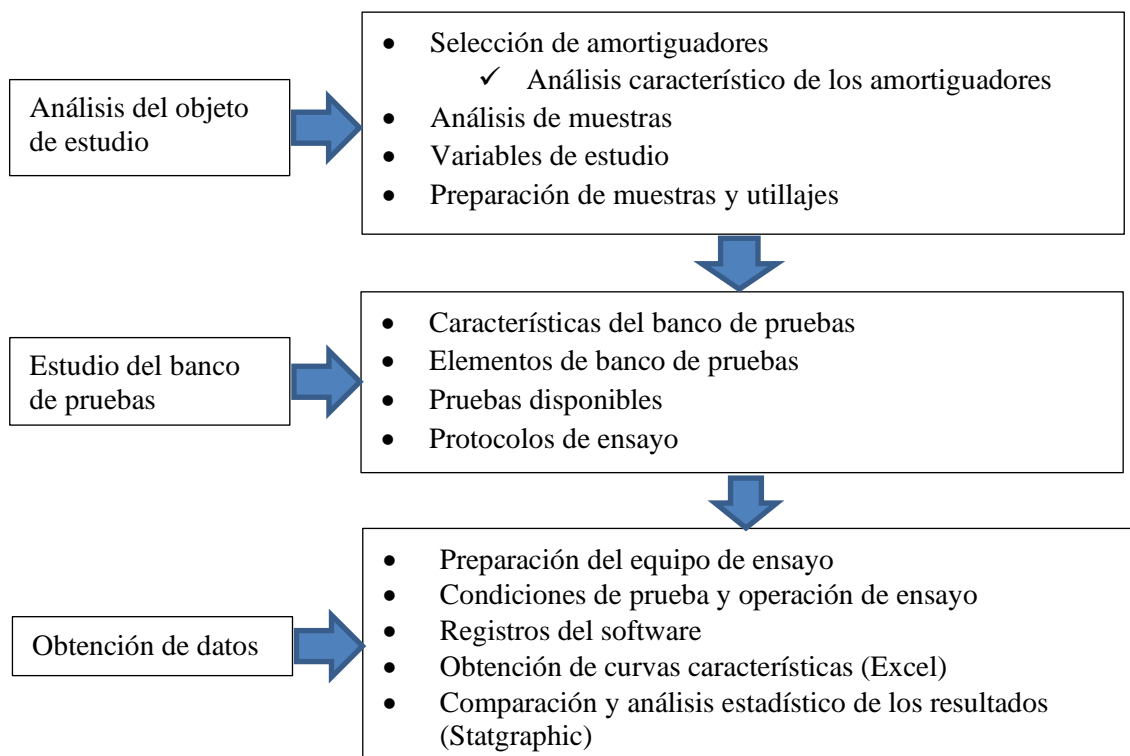 Análisis del objeto
de estudio
• Selección de amortiguadores
✓ Análisis característico de los amortiguadores
• Análisis de muestras
• Variables de estudio
• Preparación de muestras y utillajes
Estudio del banco
de pruebas
• Características del banco de pruebas
• Elementos de banco de pruebas
• Pruebas disponibles
• Protocolos de ensayo
Obtención de datos
• Preparación del equipo de ensayo
• Condiciones de prueba y operación de ensayo
• Registros del software
• Obtención de curvas características (Excel)
• Comparación y análisis estadístico de los resultados
(Statgraphic)